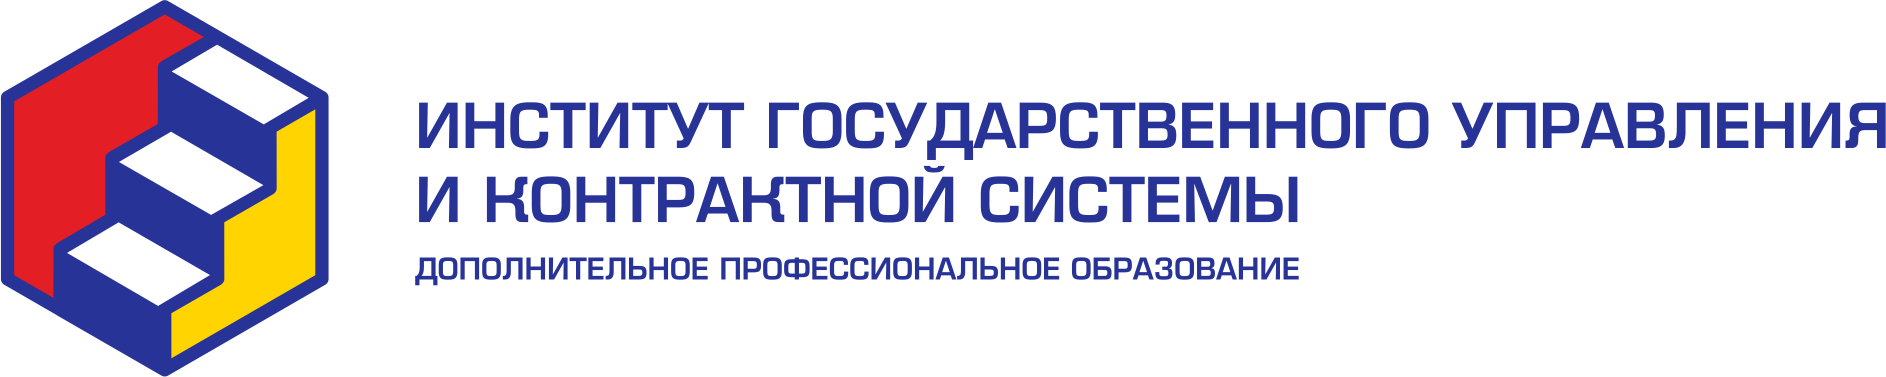 ИНСТИТУТ ГОСУДАРСТВЕННОГО УПРАВЛЕНИЯ
И КОНТРАКТНОЙ СИСТЕМЫ
ДОПОЛНИТЕЛЬНОЕ ПРОФЕССИОНАЛЬНОЕ ОБРАЗОВАНИЕ